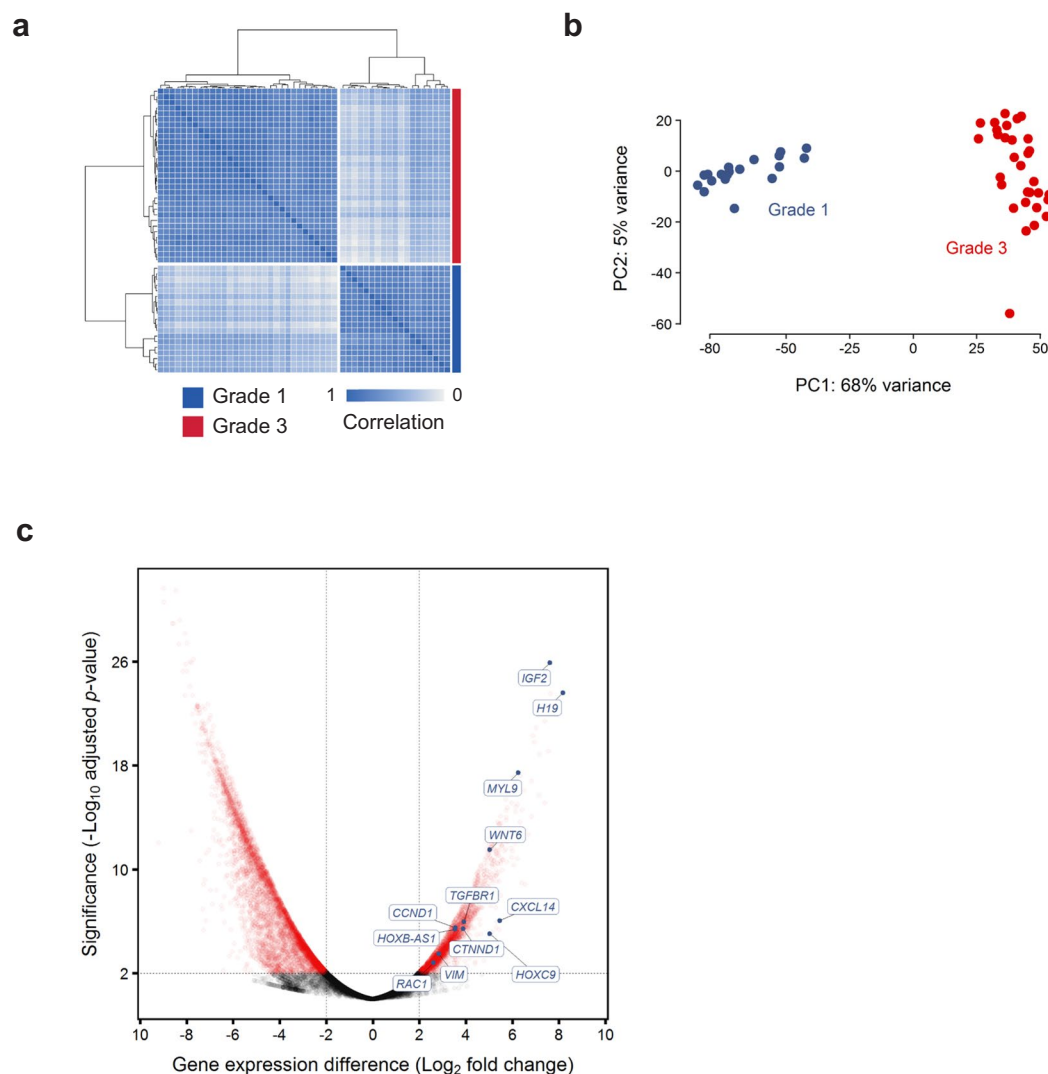 a
Grade 1
Grade 3
1
0
Correlation
b
20
0
-20
-40
-60
PC2: 5% variance
Grade 1
Grade 3
-80
-50
0
25
50
PC1: 68% variance
c
Significance (-Log10 adjusted p-value)
26
18
10
2
IGF2
H19
MYL9
WNT6
TGFBR1
CCND1
CXCL14
HOXB-AS1
CTNND1
HOXC9
VIM
RAC1
10
-8
-6
-4
-2
0
2
4
6
8
10
Gene expression difference (Log2 fold change)